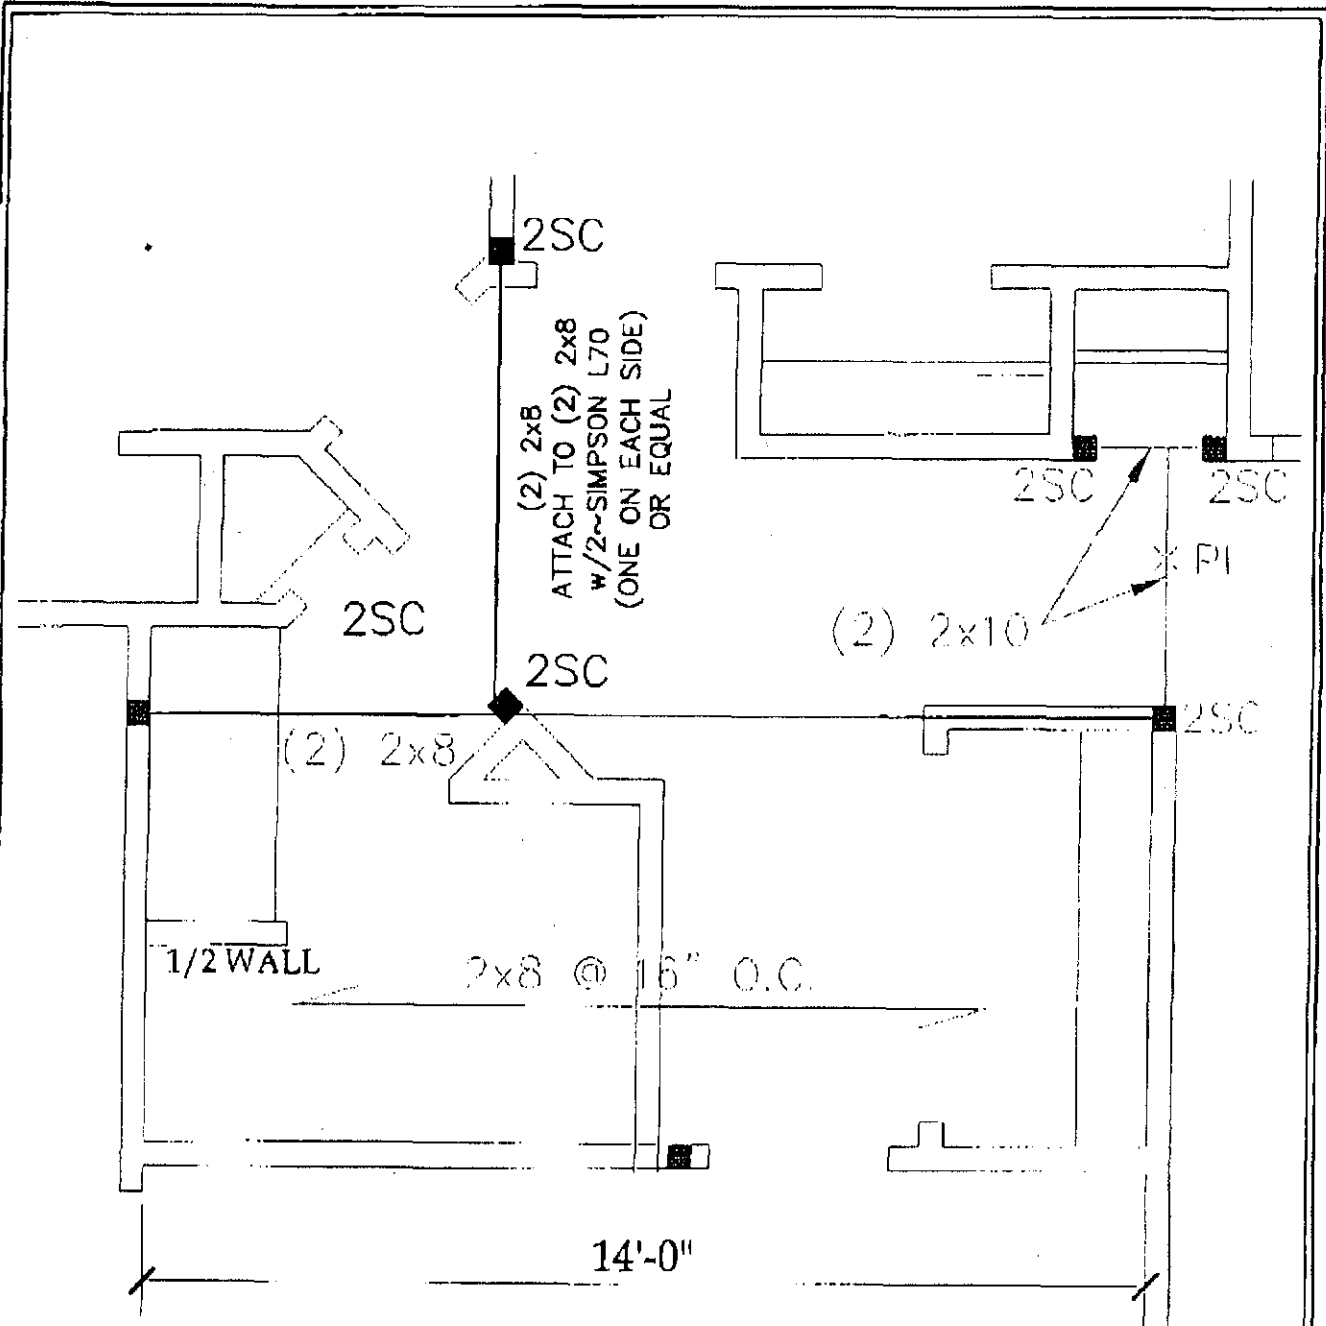 2SC
(2) 2x8
ATTACH TO (2) 2x8
w/2~SIMPSON L70
(ONE ON EACH SIDE)
OR EQUAL
2SC
2SC
PI
2SC
(2) 2x10
2SC
2SC
(2) 2x8
1/2 WALL
2x8 @ 16" O.C.
14'-0"